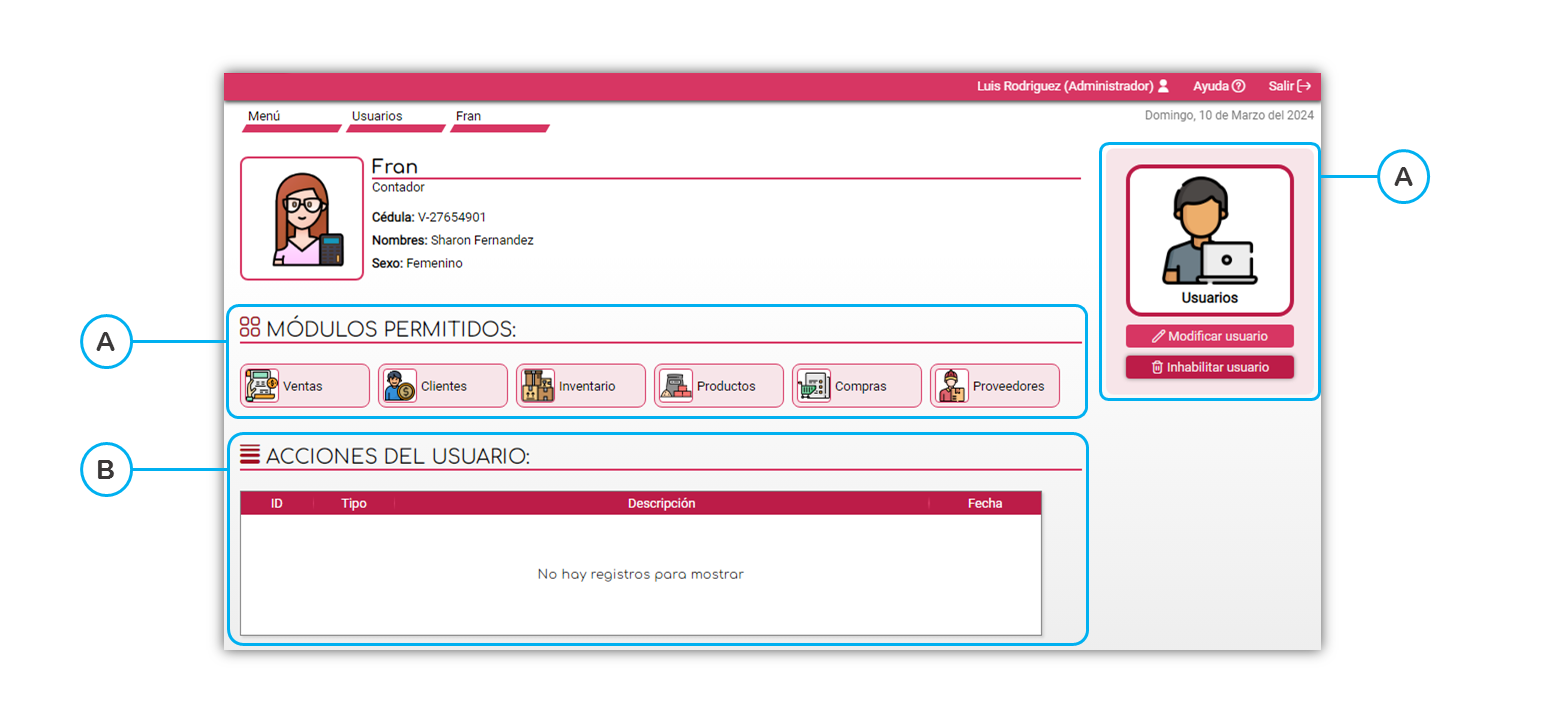 Luis Rodriguez (Administrador) Ayuda Salir
Menú Usuarios Fran
Domingo, 10 de Marzo del 2024
Fran
Contador
Cédula: V-27654901
Nombres: Sharon Fernandez
Sexo: Femenino
A
Usuarios
Modificar usuario
Inhabilitar usuario
A
MÓDULOS PERMITIDOS:
Ventas Clientes Inventario Productos Compras Proveedores
B
ACCIONES DEL USUARIO:
ID Tipo Descripción Fecha
No hay registros para mostrar